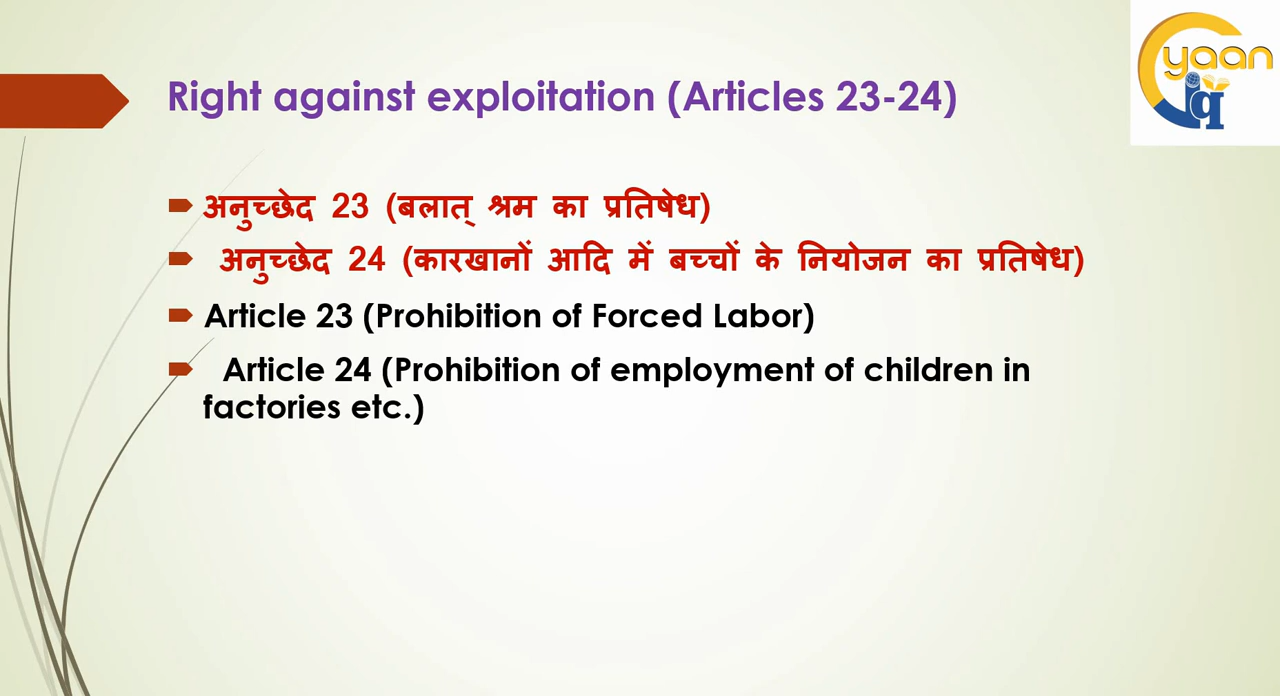 Right against exploitation (Articles 23-24)
yaan
iq
अनुच्छेद 23 (बलात् श्रम का प्रतिषेध)
अनुच्छेद 24 (कारखानों आदि में बच्चों के नियोजन का प्रतिषेध)
Article 23 (Prohibition of Forced Labor)
Article 24 (Prohibition of employment of children in
factories etc.)